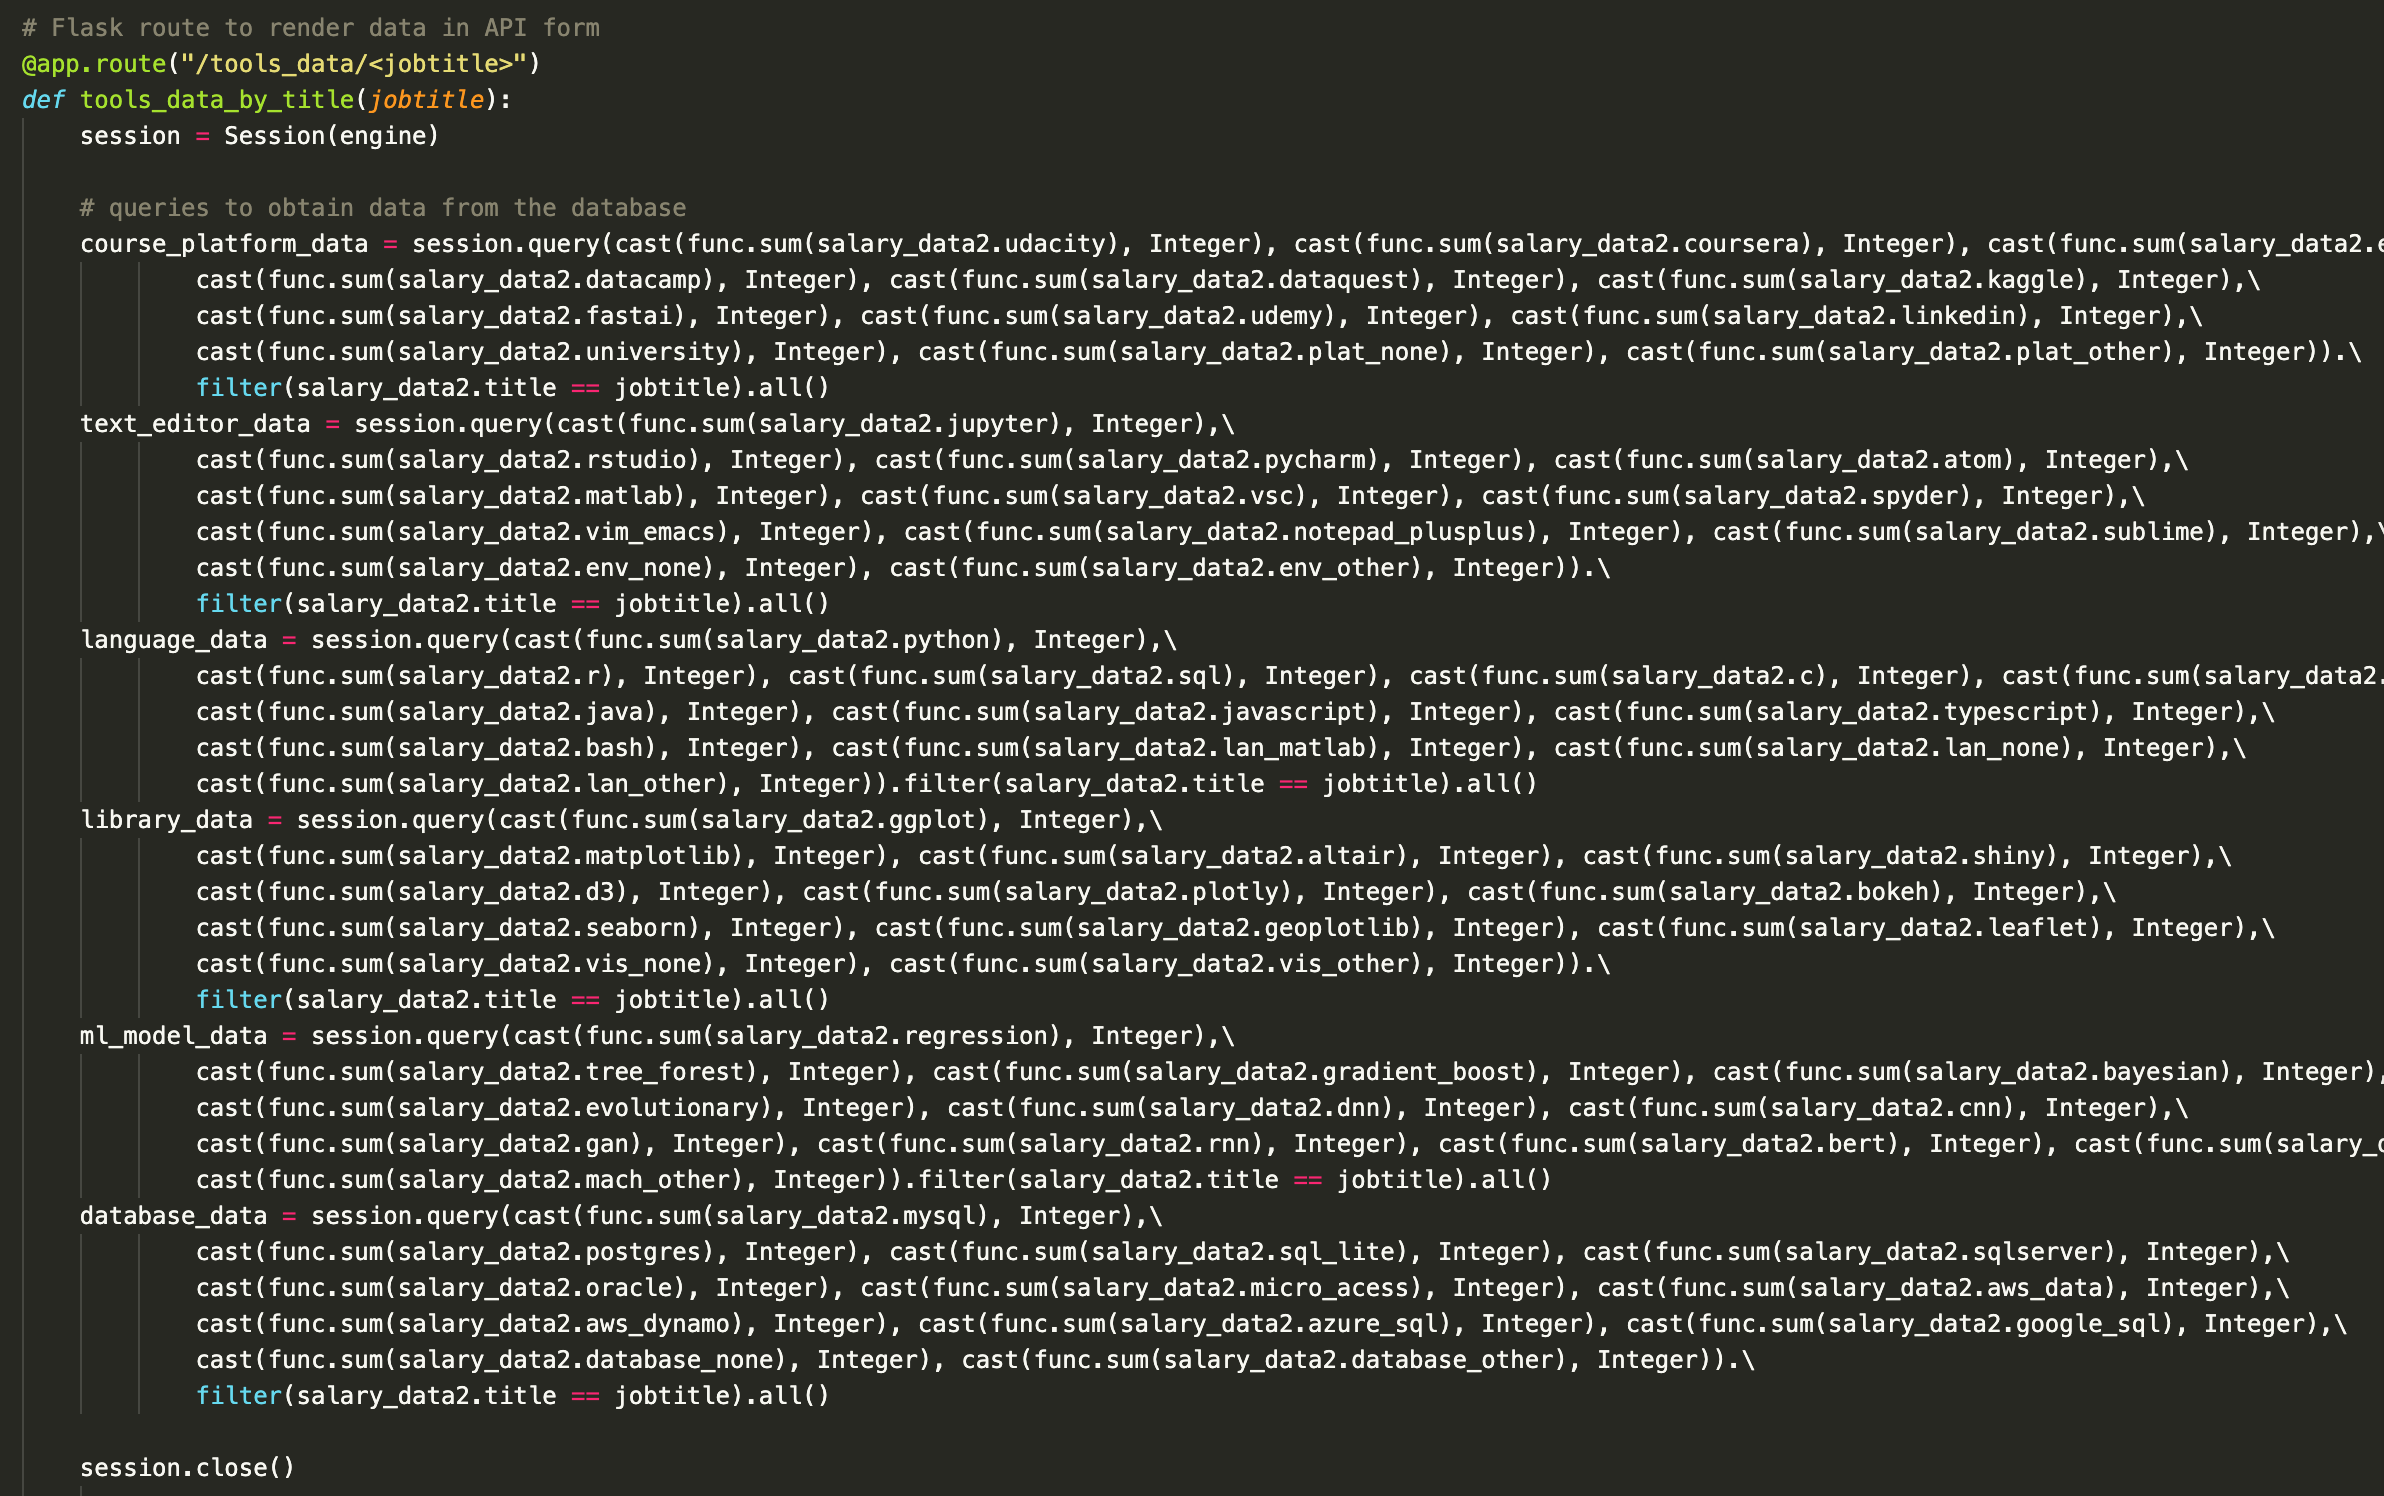 # Flask route to render data in API form
@app.route("/tools_data/<jobtitle>")
def tools_data_by_title(jobtitle):
    session = Session(engine)

    # queries to obtain data from the database
    course_platform_data = session.query(cast(func.sum(salary_data2.udacity), Integer), cast(func.sum(salary_data2.coursera), Integer), cast(func.sum(salary_data2.
            cast(func.sum(salary_data2.datacamp), Integer), cast(func.sum(salary_data2.dataquest), Integer), cast(func.sum(salary_data2.kaggle), Integer),\
            cast(func.sum(salary_data2.fastai), Integer), cast(func.sum(salary_data2.udemy), Integer), cast(func.sum(salary_data2.linkedin), Integer),\
            cast(func.sum(salary_data2.university), Integer), cast(func.sum(salary_data2.plat_none), Integer), cast(func.sum(salary_data2.plat_other), Integer)).\
            filter(salary_data2.title == jobtitle).all()
    text_editor_data = session.query(cast(func.sum(salary_data2.jupyter), Integer),\
            cast(func.sum(salary_data2.rstudio), Integer), cast(func.sum(salary_data2.pycharm), Integer), cast(func.sum(salary_data2.atom), Integer),\
            cast(func.sum(salary_data2.matlab), Integer), cast(func.sum(salary_data2.vsc), Integer), cast(func.sum(salary_data2.spyder), Integer),\
            cast(func.sum(salary_data2.vim_emacs), Integer), cast(func.sum(salary_data2.notepad_plusplus), Integer), cast(func.sum(salary_data2.sublime), Integer),\
            cast(func.sum(salary_data2.env_none), Integer), cast(func.sum(salary_data2.env_other), Integer)).\
            filter(salary_data2.title == jobtitle).all()
    language_data = session.query(cast(func.sum(salary_data2.python), Integer),\
            cast(func.sum(salary_data2.r), Integer), cast(func.sum(salary_data2.sql), Integer), cast(func.sum(salary_data2.c), Integer), cast(func.sum(salary_data2.
            cast(func.sum(salary_data2.java), Integer), cast(func.sum(salary_data2.javascript), Integer), cast(func.sum(salary_data2.typescript), Integer),\
            cast(func.sum(salary_data2.bash), Integer), cast(func.sum(salary_data2.lan_matlab), Integer), cast(func.sum(salary_data2.lan_none), Integer),\
            cast(func.sum(salary_data2.lan_other), Integer)).filter(salary_data2.title == jobtitle).all()
    library_data = session.query(cast(func.sum(salary_data2.ggplot), Integer),\
            cast(func.sum(salary_data2.matplotlib), Integer), cast(func.sum(salary_data2.altair), Integer), cast(func.sum(salary_data2.shiny), Integer),\
            cast(func.sum(salary_data2.d3), Integer), cast(func.sum(salary_data2.plotly), Integer), cast(func.sum(salary_data2.bokeh), Integer),\
            cast(func.sum(salary_data2.seaborn), Integer), cast(func.sum(salary_data2.geoplotlib), Integer), cast(func.sum(salary_data2.leaflet), Integer),\
            cast(func.sum(salary_data2.vis_none), Integer), cast(func.sum(salary_data2.vis_other), Integer)).\
            filter(salary_data2.title == jobtitle).all()
    ml_model_data = session.query(cast(func.sum(salary_data2.regression), Integer),\
            cast(func.sum(salary_data2.tree_forest), Integer), cast(func.sum(salary_data2.gradient_boost), Integer), cast(func.sum(salary_data2.bayesian), Integer),
            cast(func.sum(salary_data2.evolutionary), Integer), cast(func.sum(salary_data2.dnn), Integer), cast(func.sum(salary_data2.cnn), Integer),\
            cast(func.sum(salary_data2.gan), Integer), cast(func.sum(salary_data2.rnn), Integer), cast(func.sum(salary_data2.bert), Integer), cast(func.sum(salary_
            cast(func.sum(salary_data2.mach_other), Integer)).filter(salary_data2.title == jobtitle).all()
    database_data = session.query(cast(func.sum(salary_data2.mysql), Integer),\
            cast(func.sum(salary_data2.postgres), Integer), cast(func.sum(salary_data2.sql_lite), Integer), cast(func.sum(salary_data2.sqlserver), Integer),\
            cast(func.sum(salary_data2.oracle), Integer), cast(func.sum(salary_data2.micro_acess), Integer), cast(func.sum(salary_data2.aws_data), Integer),\
            cast(func.sum(salary_data2.aws_dynamo), Integer), cast(func.sum(salary_data2.azure_sql), Integer), cast(func.sum(salary_data2.google_sql), Integer),\
            cast(func.sum(salary_data2.database_none), Integer), cast(func.sum(salary_data2.database_other), Integer)).\
            filter(salary_data2.title == jobtitle).all()

    session.close()